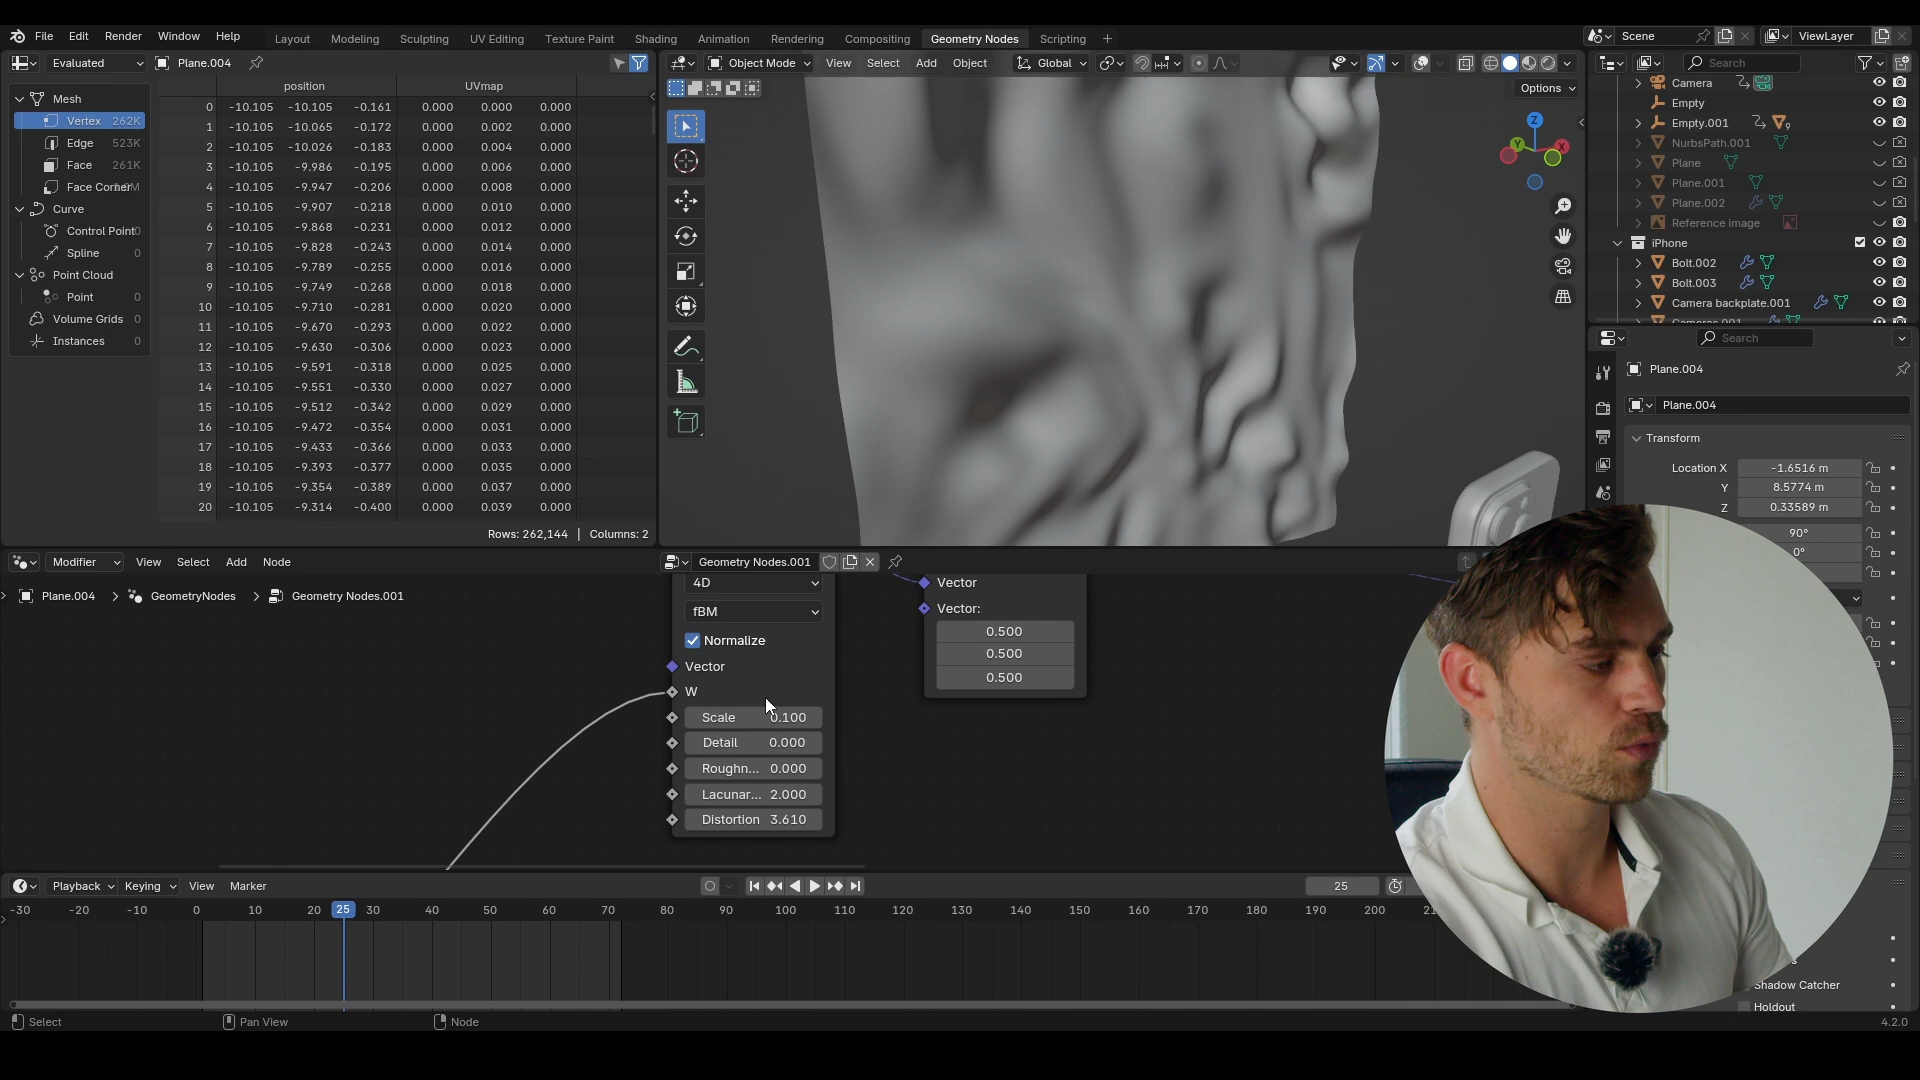 File Edit Render Window Help Layout Modeling Sculpting UV Editing Texture Paint Shading Animation Rendering Compositing Geometry Nodes Scripting + Scene ViewLayer
Evaluated Plane.004 Object Mode View Select Add Object Global Search
Options
position UVmap
Mesh
Vertex 262K
Edge 523K
Face 261K
Curve
Control Point 0
Spline 0
Point Cloud
Point 0
Volume Grids 0
Instances 0
0 -10.105 -10.105 -0.161 0.000 0.000 0.000
1 -10.105 -10.065 -0.172 0.000 0.002 0.000
2 -10.105 -10.026 -0.183 0.000 0.004 0.000
3 -10.105 -9.986 -0.195 0.000 0.006 0.000
4 -10.105 -9.947 -0.206 0.000 0.008 0.000
5 -10.105 -9.907 -0.218 0.000 0.010 0.000
6 -10.105 -9.868 -0.231 0.000 0.012 0.000
7 -10.105 -9.828 -0.243 0.000 0.014 0.000
8 -10.105 -9.789 -0.255 0.000 0.016 0.000
9 -10.105 -9.749 -0.268 0.000 0.018 0.000
10 -10.105 -9.710 -0.281 0.000 0.020 0.000
11 -10.105 -9.670 -0.293 0.000 0.022 0.000
12 -10.105 -9.630 -0.306 0.000 0.023 0.000
13 -10.105 -9.591 -0.318 0.000 0.025 0.000
14 -10.105 -9.551 -0.330 0.000 0.027 0.000
15 -10.105 -9.512 -0.342 0.000 0.029 0.000
16 -10.105 -9.472 -0.354 0.000 0.031 0.000
17 -10.105 -9.433 -0.366 0.000 0.033 0.000
18 -10.105 -9.393 -0.377 0.000 0.035 0.000
19 -10.105 -9.354 -0.389 0.000 0.037 0.000
20 -10.105 -9.314 -0.400 0.000 0.039 0.000
Rows: 262,144 | Columns: 2
Z
Y
X
Camera
Empty
Empty.001 9
NurbsPath.001
Plane
Plane.001
Plane.002
Reference image
iPhone
Bolt.002
Bolt.003
Camera backplate.001
Search
Plane.004
Plane.004
Transform
Location X -1.6516 m
Y 8.5774 m
Z 0.33589 m
90°
0°
Modifier View Select Add Node Geometry Nodes.001
Plane.004 > GeometryNodes > Geometry Nodes.001
4D
fBM
Normalize
Vector
W
Scale 0.100
Detail 0.000
Roughn... 0.000
Lacunar... 2.000
Distortion 3.610
Vector
Vector:
0.500
0.500
0.500
Playback Keying View Marker 25
-30 -20 -10 0 10 20 25 30 40 50 60 70 80 90 100 110 120 130 140 150 160 170 180 190 200
Shadow Catcher
Holdout
Select Pan View Node 4.2.0